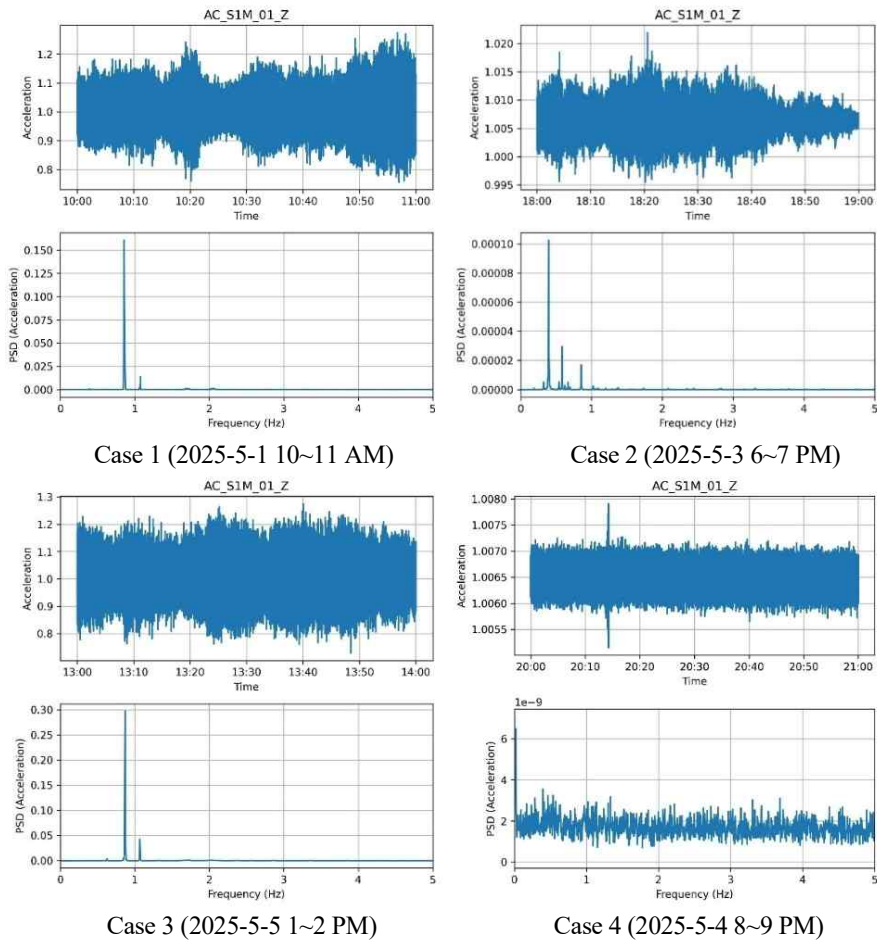 AC_S1M_01_Z
1.2
1.1
1.0
0.9
0.8
Acceleration
10:00 10:10 10:20 10:30 10:40 10:50 11:00
Time
0.150
0.125
0.100
0.075
0.050
0.025
0.000
PSD (Acceleration)
0 1 2 3 4 5
Frequency (Hz)
Case 1 (2025-5-1 10~11 AM)
AC_S1M_01_Z
1.020
1.015
1.010
1.005
1.000
0.995
Acceleration
18:00 18:10 18:20 18:30 18:40 18:50 19:00
Time
0.00010
0.00008
0.00006
0.00004
0.00002
0.00000
PSD (Acceleration)
0 1 2 3 4 5
Frequency (Hz)
Case 2 (2025-5-3 6~7 PM)
AC_S1M_01_Z
1.3
1.2
1.1
1.0
0.9
0.8
Acceleration
13:00 13:10 13:20 13:30 13:40 13:50 14:00
Time
0.30
0.25
0.20
0.15
0.10
0.05
0.00
PSD (Acceleration)
0 1 2 3 4 5
Frequency (Hz)
Case 3 (2025-5-5 1~2 PM)
AC_S1M_01_Z
1.0080
1.0075
1.0070
1.0065
1.0060
1.0055
Acceleration
20:00 20:10 20:20 20:30 20:40 20:50 21:00
Time
1e−9
6
4
2
0
PSD (Acceleration)
0 1 2 3 4 5
Frequency (Hz)
Case 4 (2025-5-4 8~9 PM)